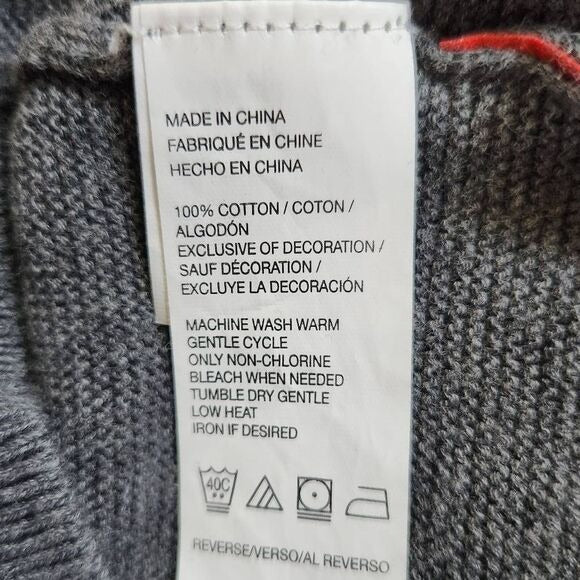 MADE IN CHINA
FABRIQUÉ EN CHINE
HECHO EN CHINA
100% COTTON / COTON /
ALGODÓN
EXCLUSIVE OF DECORATION /
SAUF DÉCORATION /
EXCLUYE LA DECORACIÓN
MACHINE WASH WARM
GENTLE CYCLE
ONLY NON-CHLORINE
BLEACH WHEN NEEDED
TUMBLE DRY GENTLE
LOW HEAT
IRON IF DESIRED
40C
REVERSE/VERSO/AL REVERSO